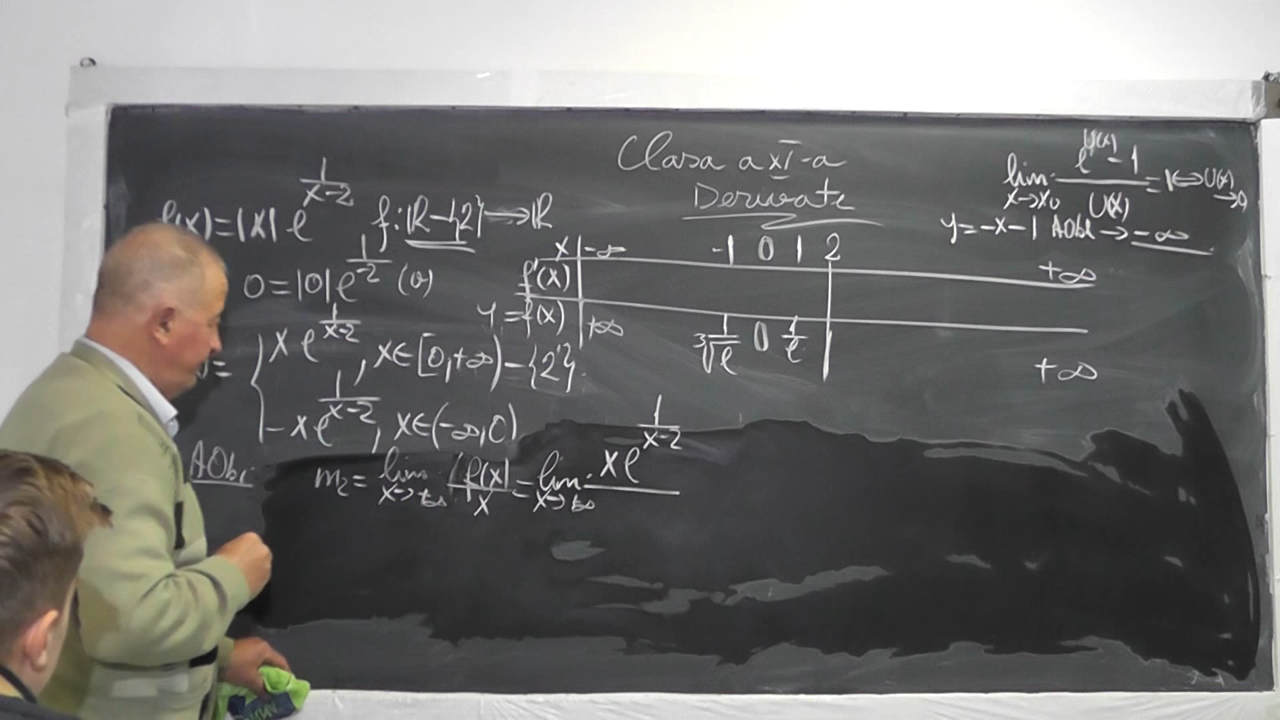 Clasa a XI-a
Derivate
f(x)=|x| e^{1/(x-2)} f: ℝ-{2}→ℝ
0=|0|e^{1/-2} (0)
= { x e^{1/(x-2)}, x∈[0,+∞)-{2}
-x e^{1/(x-2)}, x∈(-∞,0)
AObl m₂= lim_{x→+∞} f(x)/x = lim_{x→+∞} x e^{1/(x-2)}
x | -∞ -1 0 1 2 +∞
f'(x)
y=f(x) +∞ 1/∛e 0 1/e +∞
lim_{x→x₀} (e^{U(x)}-1)/U(x) = 1 ⟺ U(x)→0
y=-x-1 AObl → -∞